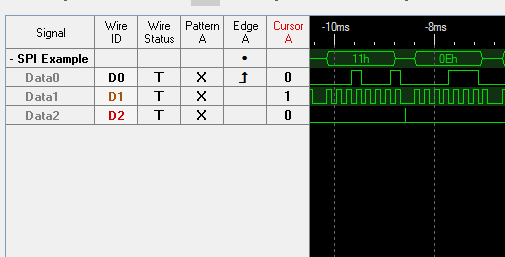 Signal Wire ID Wire Status Pattern A Edge A Cursor A -10ms -8ms
- SPI Example • 11h 0Eh
Data0 D0 T X 0
Data1 D1 T X 1
Data2 D2 T X 0